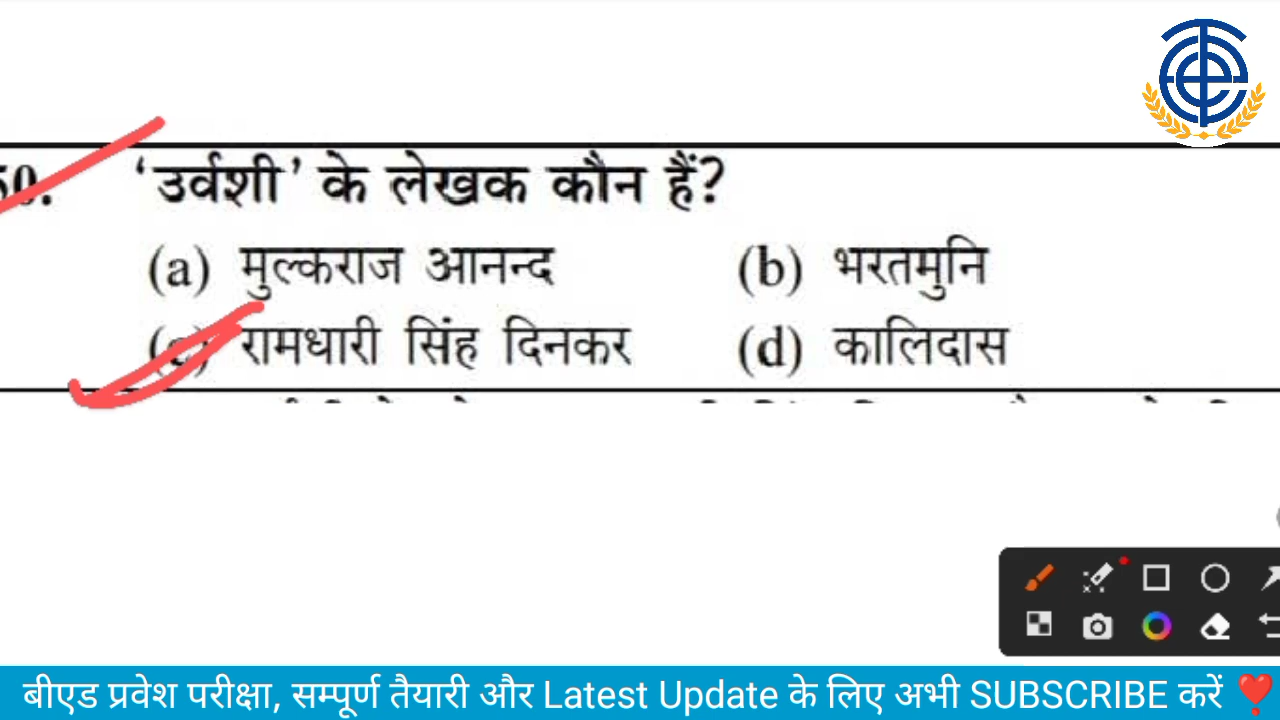 50. 'उर्वशी' के लेखक कौन हैं?
(a) मुल्कराज आनन्द (b) भरतमुनि
(c) रामधारी सिंह दिनकर (d) कालिदास
बीएड प्रवेश परीक्षा, सम्पूर्ण तैयारी और Latest Update के लिए अभी SUBSCRIBE करें ❤️